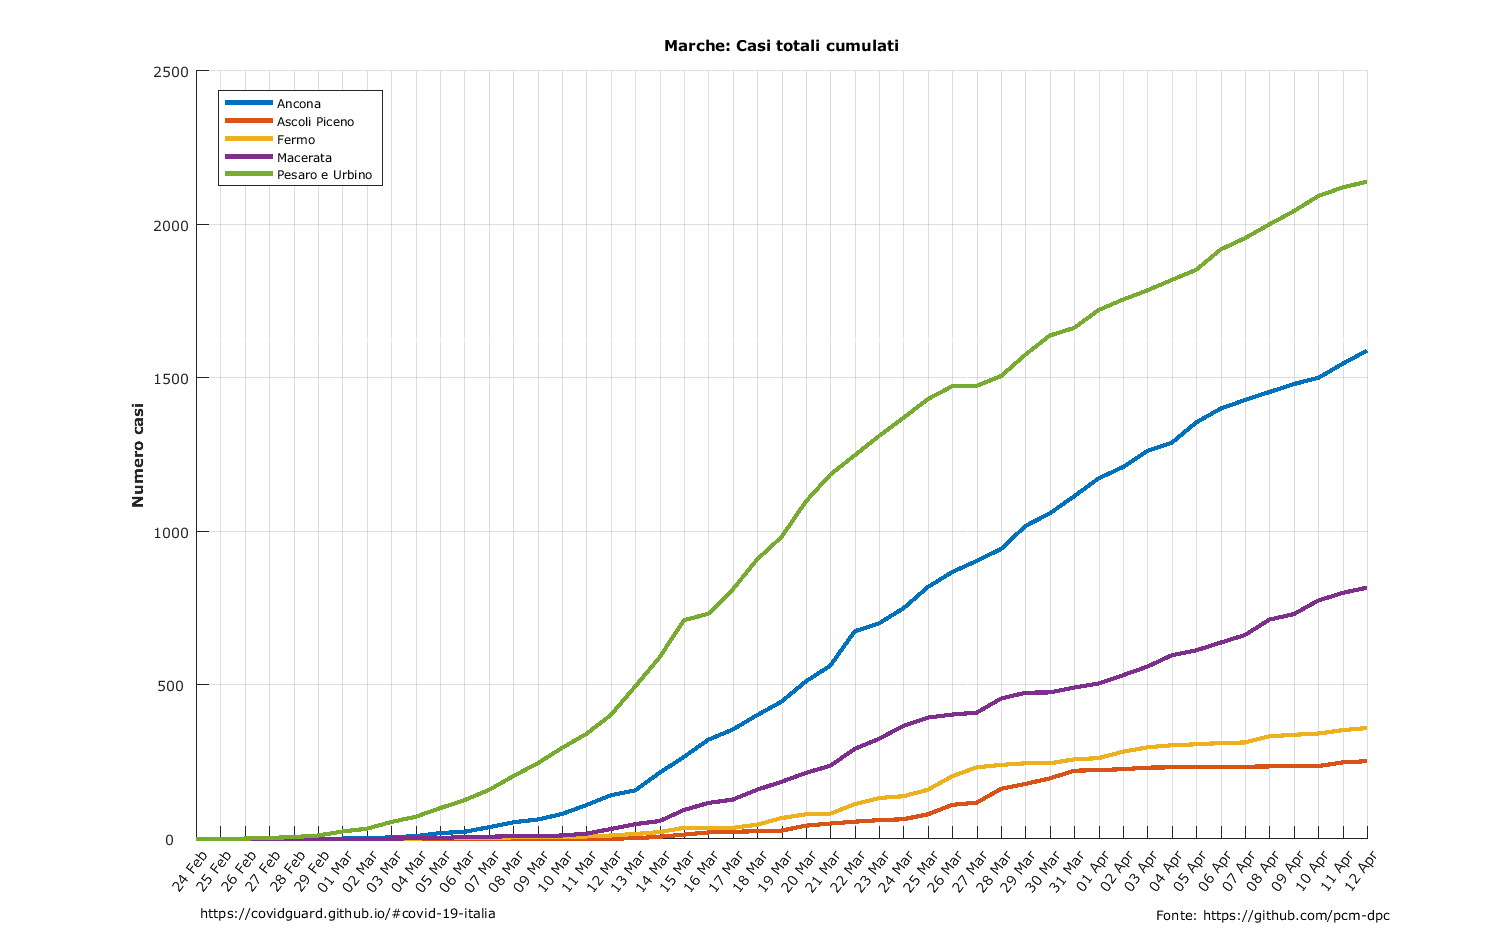 Marche: Casi totali cumulati
2500
2000
1500
1000
500
0
Numero casi
Ancona
Ascoli Piceno
Fermo
Macerata
Pesaro e Urbino
24 Feb
25 Feb
26 Feb
27 Feb
28 Feb
29 Feb
01 Mar
02 Mar
03 Mar
04 Mar
05 Mar
06 Mar
07 Mar
08 Mar
09 Mar
10 Mar
11 Mar
12 Mar
13 Mar
14 Mar
15 Mar
16 Mar
17 Mar
18 Mar
19 Mar
20 Mar
21 Mar
22 Mar
23 Mar
24 Mar
25 Mar
26 Mar
27 Mar
28 Mar
29 Mar
30 Mar
31 Mar
01 Apr
02 Apr
03 Apr
04 Apr
05 Apr
06 Apr
07 Apr
08 Apr
09 Apr
10 Apr
11 Apr
12 Apr
https://covidguard.github.io/#covid-19-italia
Fonte: https://github.com/pcm-dpc